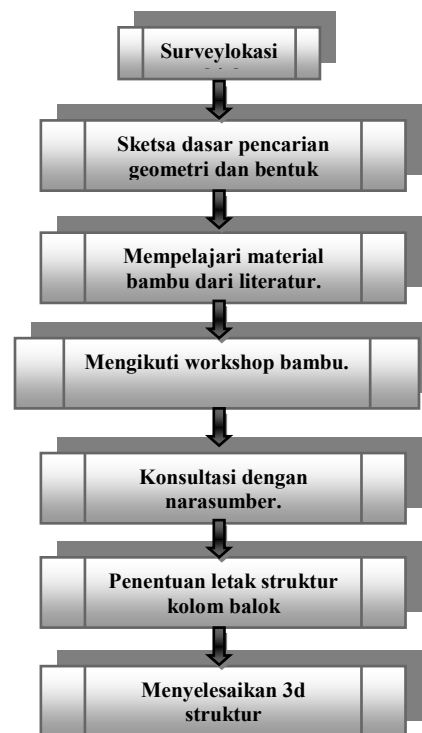 Surveylokasi
Sketsa dasar pencarian
geometri dan bentuk
Mempelajari material
bambu dari literatur.
Mengikuti workshop bambu.
Konsultasi dengan
narasumber.
Penentuan letak struktur
kolom balok
Menyelesaikan 3d
struktur